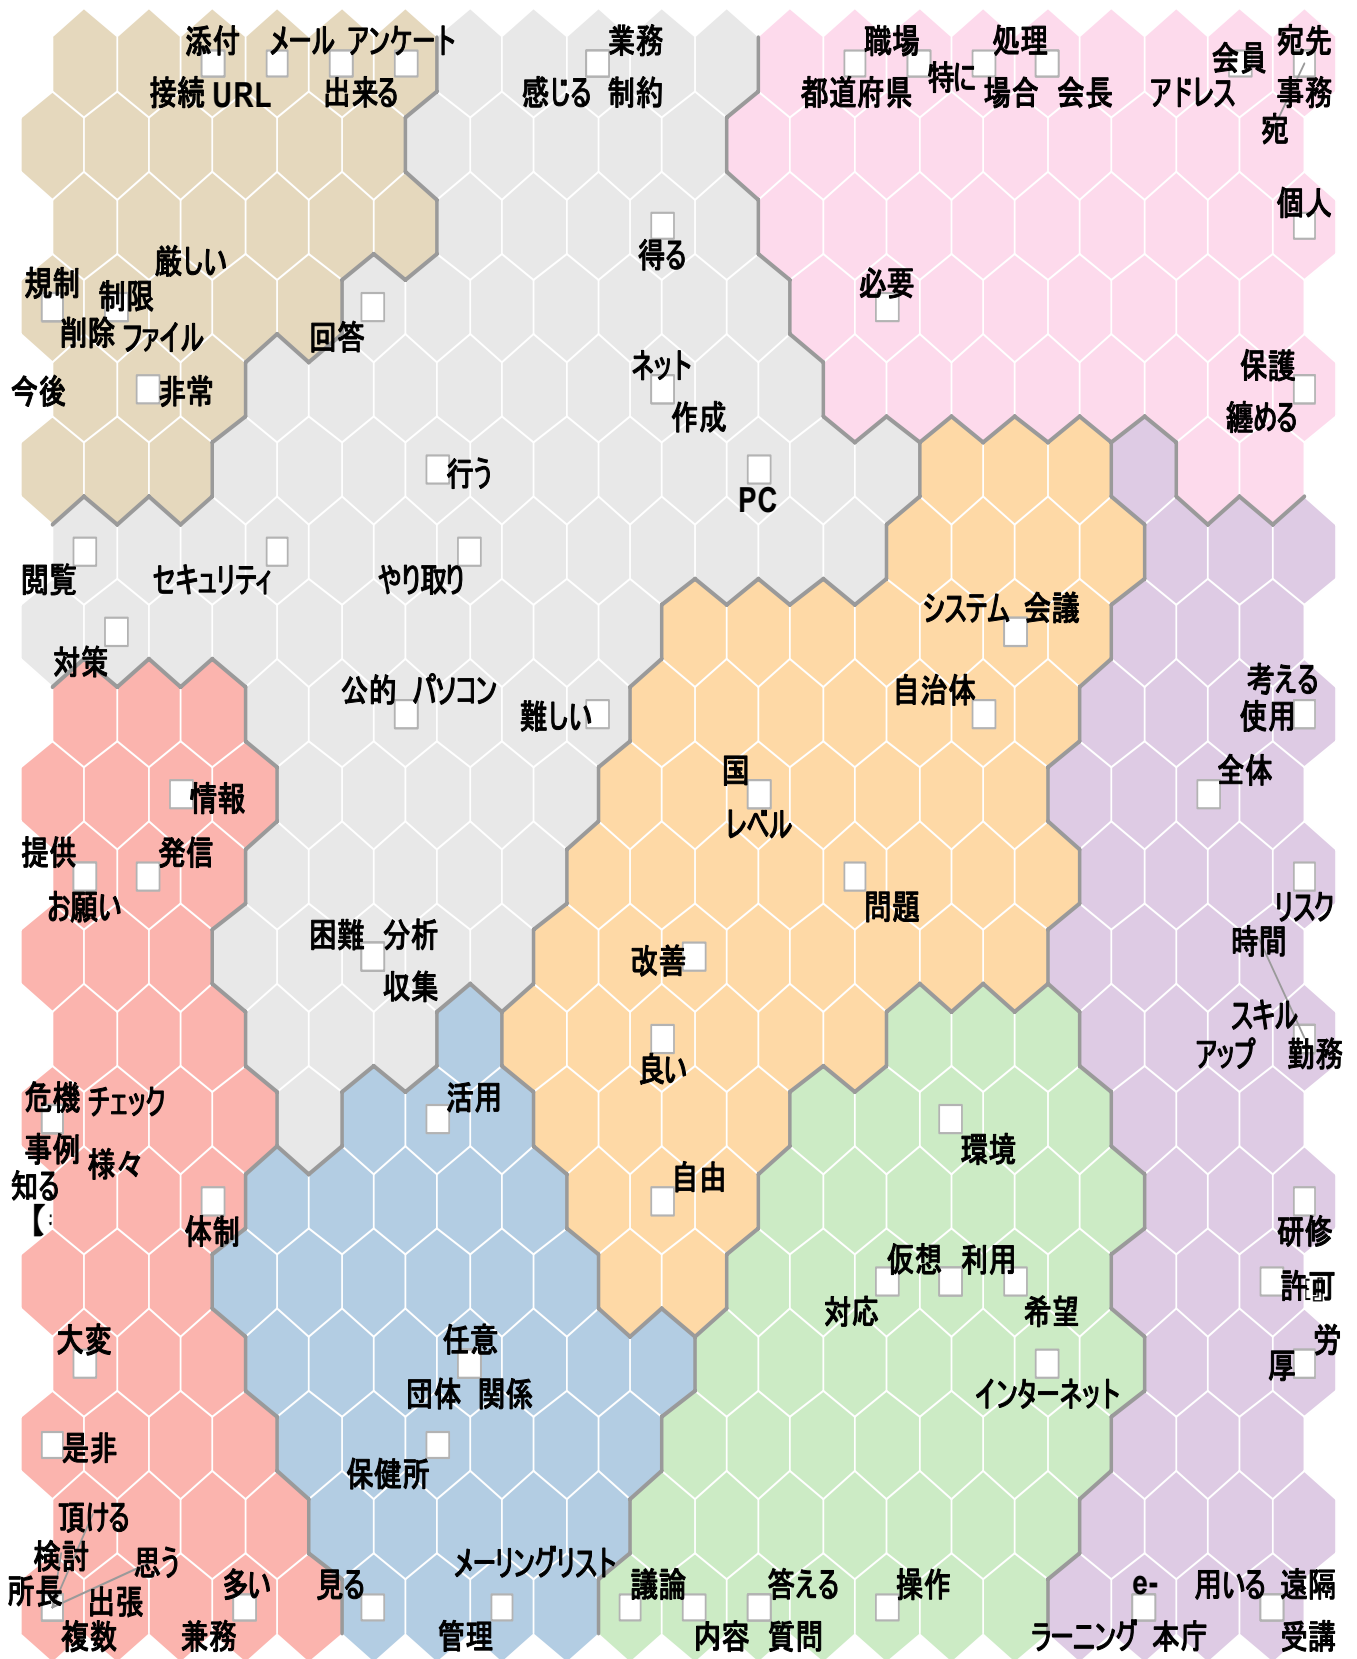 添付 メール アンケート 業務 職場 処理 会員 宛先
接続 URL 出来る 感じる 制約 都道府県 特に 場合 会長 アドレス 事務
宛
個人
厳しい 得る
規制 制限 必要
削除 ファイル 回答
ネット 保護
今後 非常 作成 纏める
行う
PC
閲覧 セキュリティ やり取り
システム 会議
対策
公的 パソコン 自治体 考える
難しい 使用
国 全体
情報
レベル
提供 発信
お願い 問題 リスク
困難 分析 時間
改善
収集
スキル
良い アップ 勤務
危機 チェック 活用
事例 様々 環境
知る 自由
【
体制 研修
仮想 利用
許可
対応 希望
大変 任意 労
厚
団体 関係 インターネット
是非
保健所
頂ける
検討 思う メーリングリスト
所長 出張 多い 見る 議論 答える 操作 e- 用いる 遠隔
複数 兼務 管理 内容 質問 ラーニング 本庁 受講